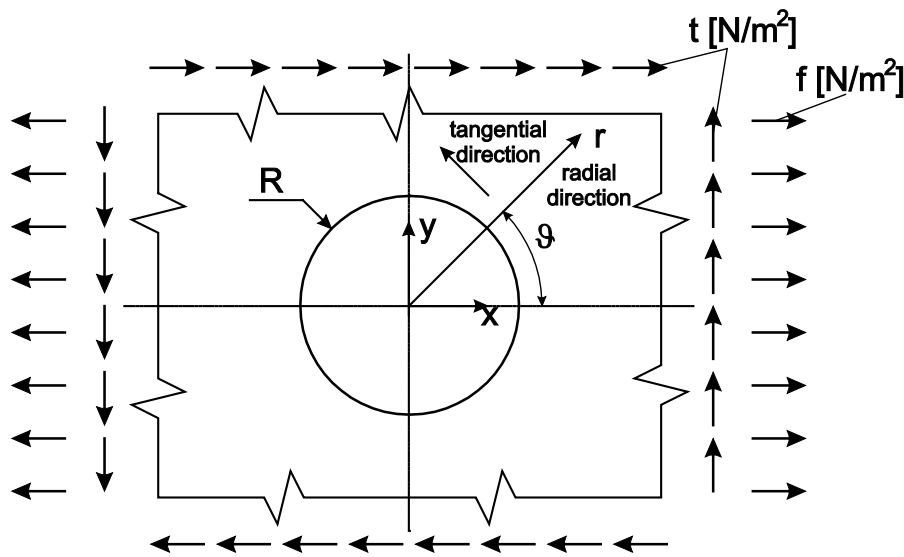 t [N/m²]
f [N/m²]
tangential
direction
r
radial
direction
R
y
ϑ
x